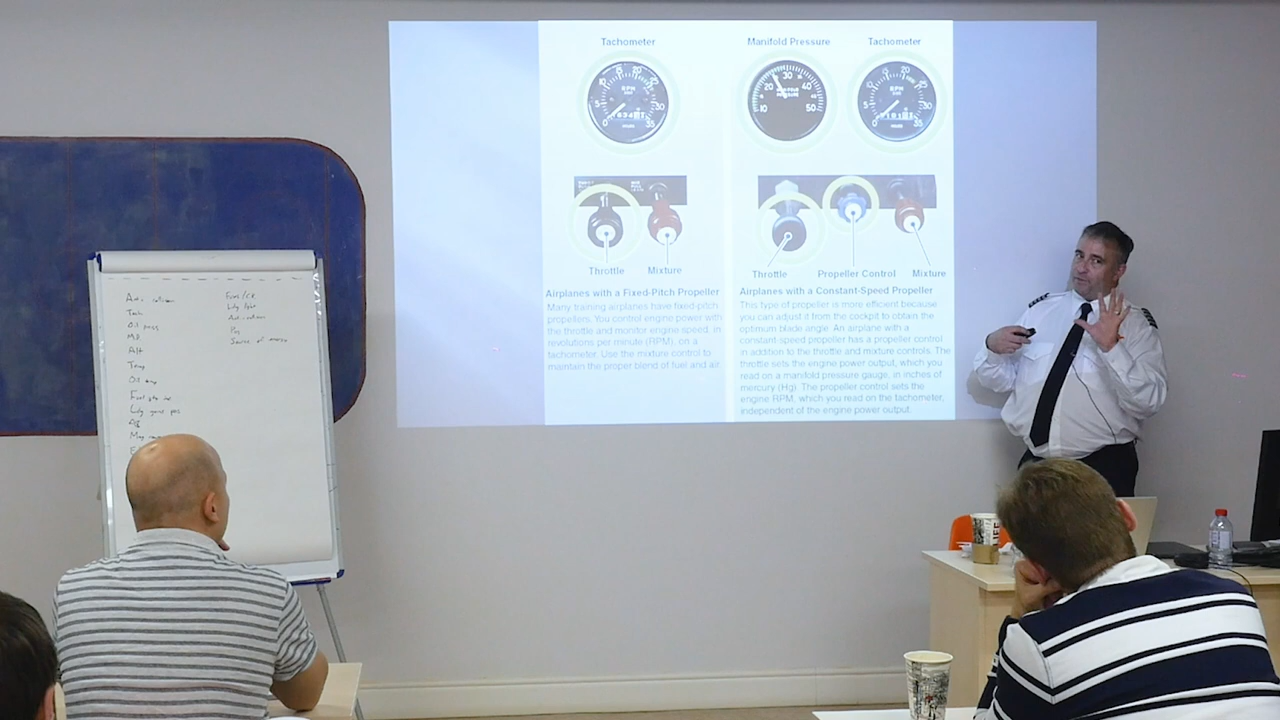 Tachometer
Manifold Pressure
Tachometer
RPM
RPM
Throttle
Mixture
Throttle
Propeller Control
Mixture
Airplanes with a Fixed-Pitch Propeller
Many training airplanes have fixed-pitch
propellers. You control engine power with
the throttle and monitor engine speed, in
revolutions per minute (RPM), on a
tachometer. Use the mixture control to
maintain the proper blend of fuel and air.
Airplanes with a Constant-Speed Propeller
This type of propeller is more efficient because
you can adjust it from the cockpit to obtain the
optimum blade angle. An airplane with a
constant-speed propeller has a propeller control
in addition to the throttle and mixture controls. The
throttle sets the engine power output, which you
read on a manifold pressure gauge, in inches of
mercury (Hg). The propeller control sets the
engine RPM, which you read on the tachometer,
independent of the engine power output.
Tach
Oil press
Alt
Temp
Oil temp